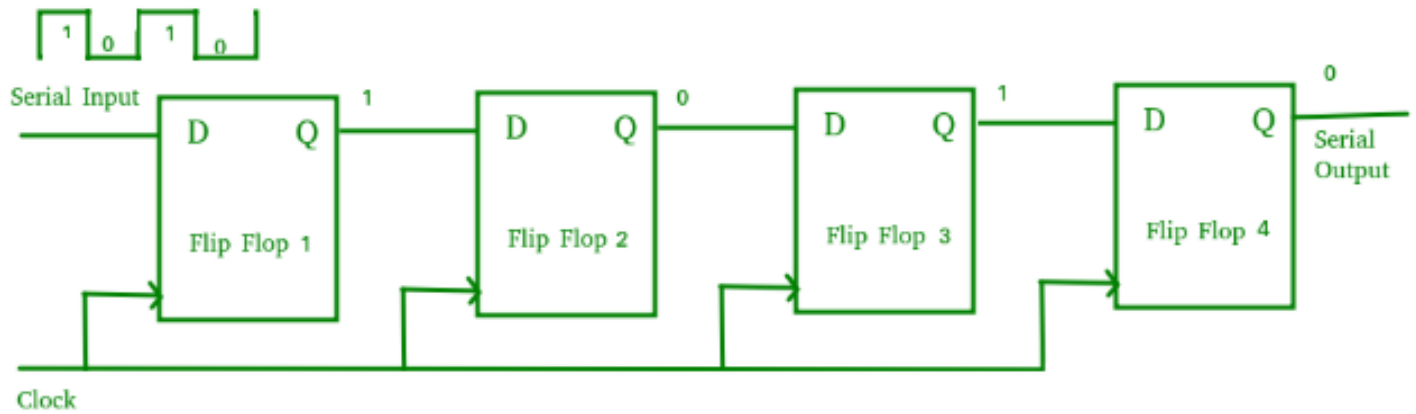 1 0 1 0
Serial Input
1
0
1
0
D Q
D Q
D Q
D Q
Serial
Output
Flip Flop 1
Flip Flop 2
Flip Flop 3
Flip Flop 4
Clock